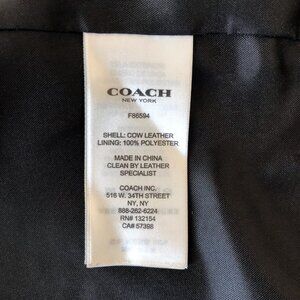 COACH
NEW YORK
F86594
SHELL: COW LEATHER
LINING: 100% POLYESTER
MADE IN CHINA
CLEAN BY LEATHER
SPECIALIST
COACH INC.
516 W. 34TH STREET
NY, NY
888-262-6224
RN# 132154
CA# 57398